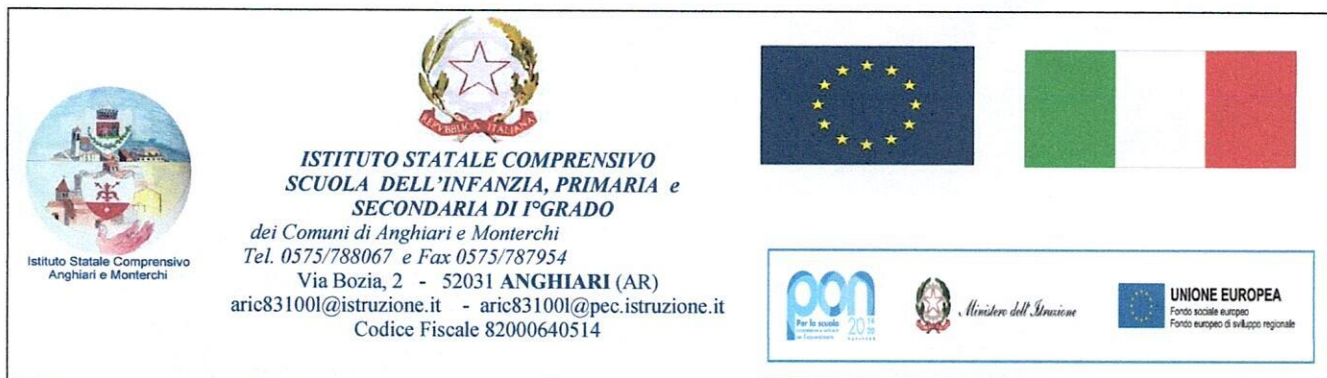 REPVBBLICA ITALIANA
ISTITUTO STATALE COMPRENSIVO
SCUOLA DELL'INFANZIA, PRIMARIA e
SECONDARIA DI I°GRADO
dei Comuni di Anghiari e Monterchi
Tel. 0575/788067 e Fax 0575/787954
Via Bozia, 2 - 52031 ANGHIARI (AR)
aric83100l@istruzione.it - aric83100l@pec.istruzione.it
Codice Fiscale 82000640514
Istituto Statale Comprensivo
Anghiari e Monterchi
pon
Per la scuola
2014
20
Ministero dell'Istruzione
UNIONE EUROPEA
Fondo sociale europeo
Fondo europeo di sviluppo regionale